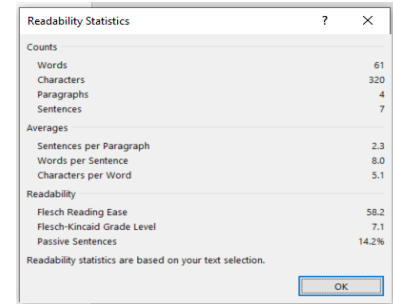 Readability Statistics ? ×
Counts
Words 61
Characters 320
Paragraphs 4
Sentences 7
Averages
Sentences per Paragraph 2.3
Words per Sentence 8.0
Characters per Word 5.1
Readability
Flesch Reading Ease 58.2
Flesch-Kincaid Grade Level 7.1
Passive Sentences 14.2%
Readability statistics are based on your text selection.
OK